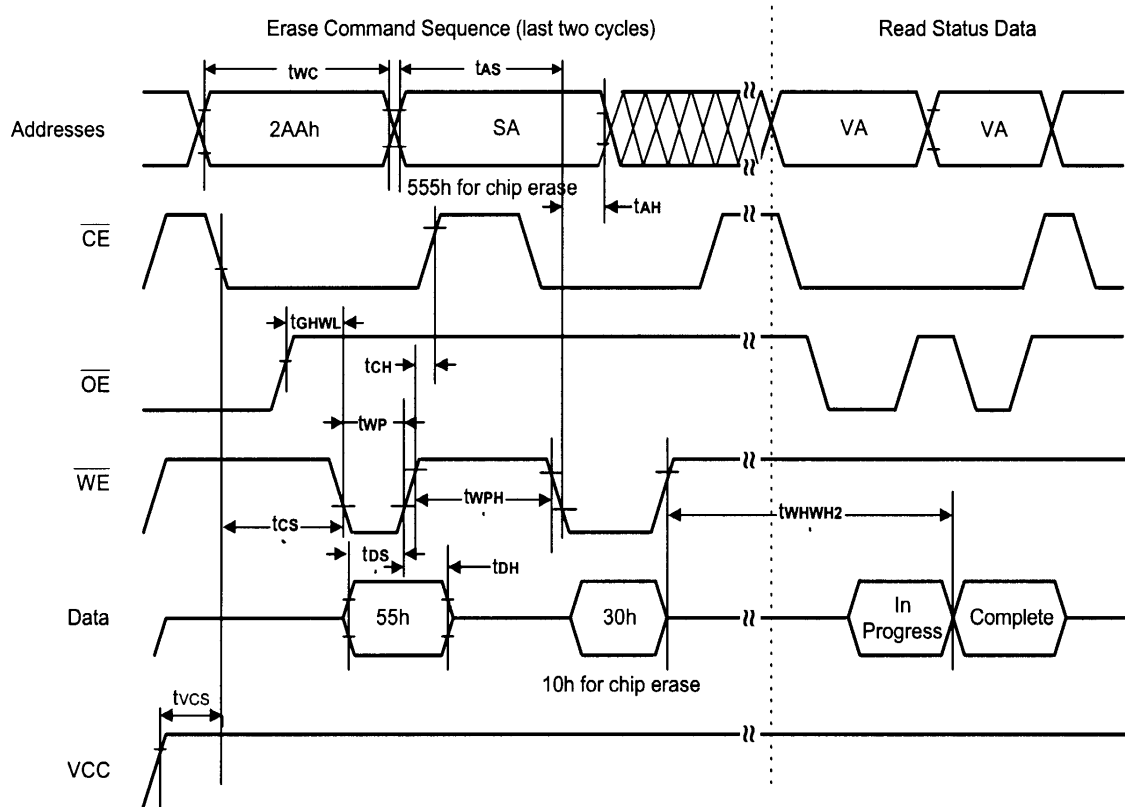 Erase Command Sequence (last two cycles)
Read Status Data
tWC
tAS
Addresses
2AAh
SA
VA
VA
555h for chip erase
tAH
CE
tGHWL
tCH
OE
tWP
WE
tWPH
tCS
tWHWH2
tDS
tDH
Data
55h
30h
In
Progress
Complete
10h for chip erase
tVCS
VCC